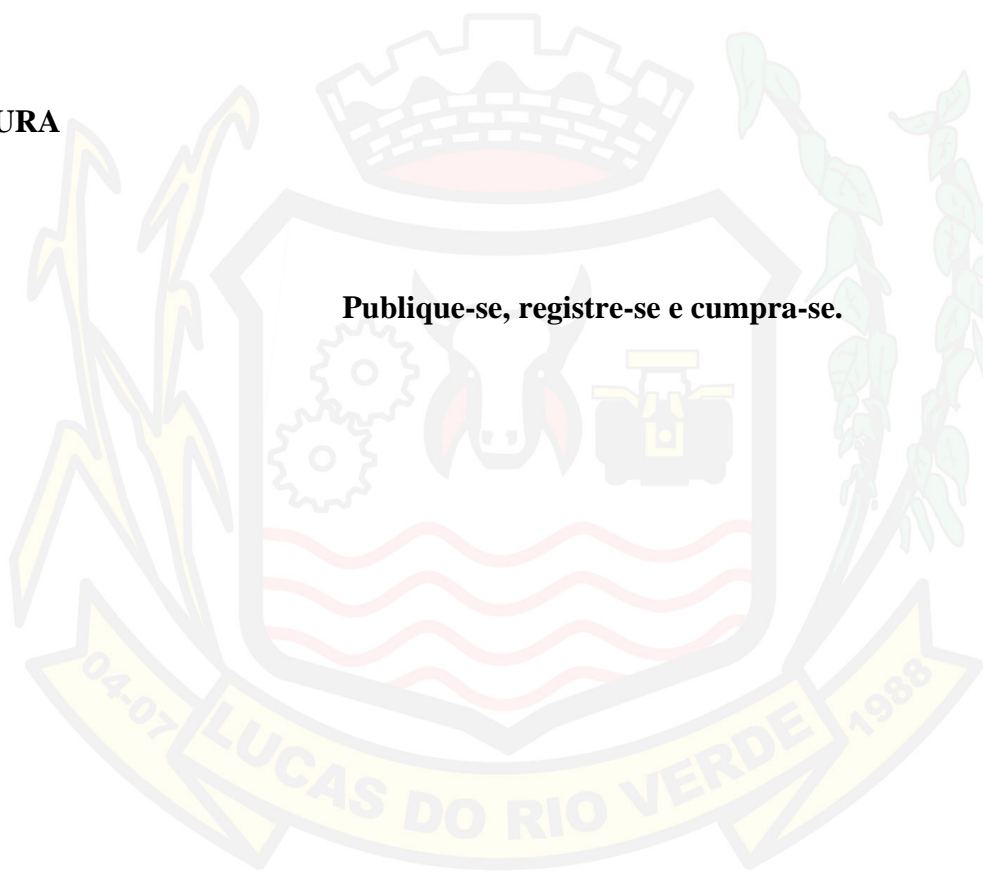 URA
Publique-se, registre-se e cumpra-se.
04-07
LUCAS DO RIO VERDE
1988